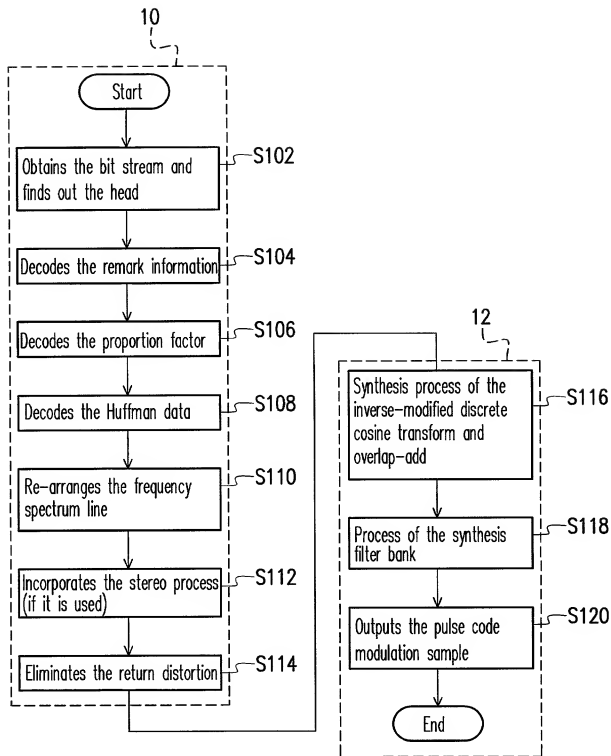 10
Start
Obtains the bit stream and
finds out the head
S102
Decodes the remark information
S104
Decodes the proportion factor
S106
Decodes the Huffman data
S108
Re-arranges the frequency
spectrum line
S110
Incorporates the stereo process
(if it is used)
S112
Eliminates the return distortion
S114
12
Synthesis process of the
inverse-modified discrete
cosine transform and
overlap-add
S116
Process of the synthesis
filter bank
S118
Outputs the pulse code
modulation sample
S120
End